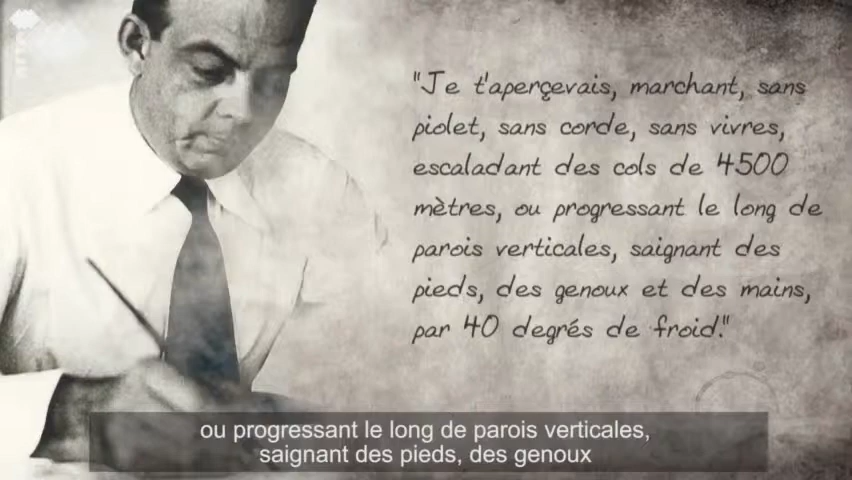 "Je t'aperçevais, marchant, sans
piolet, sans corde, sans vivres,
escaladant des cols de 4500
mètres, ou progressant le long de
parois verticales, saignant des
pieds, des genoux et des mains,
par 40 degrés de froid."
ou progressant le long de parois verticales,
saignant des pieds, des genoux